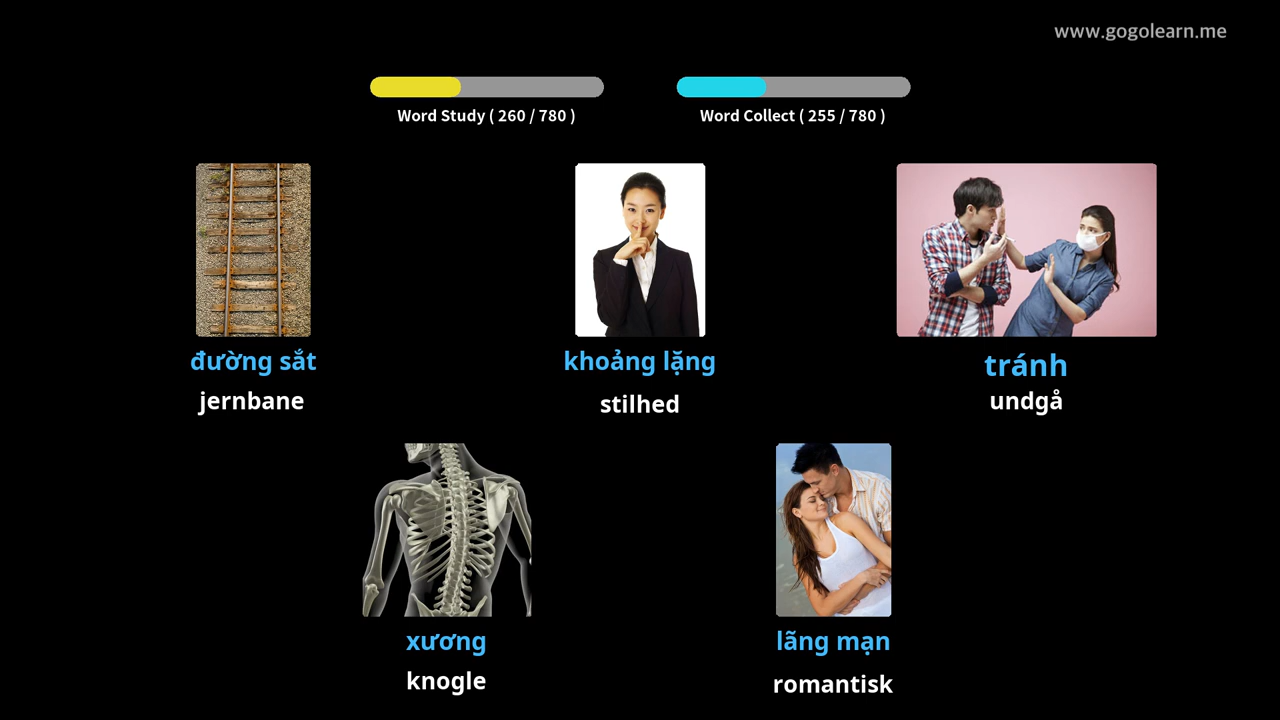 www.gogolearn.me
Word Study ( 260 / 780 )
Word Collect ( 255 / 780 )
đường sắt
jernbane
khoảng lặng
stilhed
tránh
undgå
xương
knogle
lãng mạn
romantisk